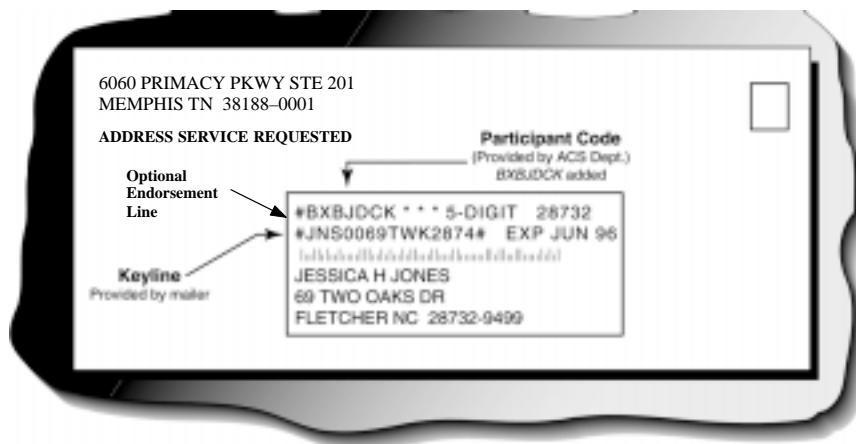 6060 PRIMACY PKWY STE 201
MEMPHIS TN 38188–0001
ADDRESS SERVICE REQUESTED
Participant Code
(Provided by ACS Dept.)
BXBJDCK added
Optional
Endorsement
Line
#BXBJDCK * * * 5-DIGIT 28732
#JNS0069TWK2874# EXP JUN 96
Keyline
Provided by mailer
JESSICA H JONES
69 TWO OAKS DR
FLETCHER NC 28732-9499